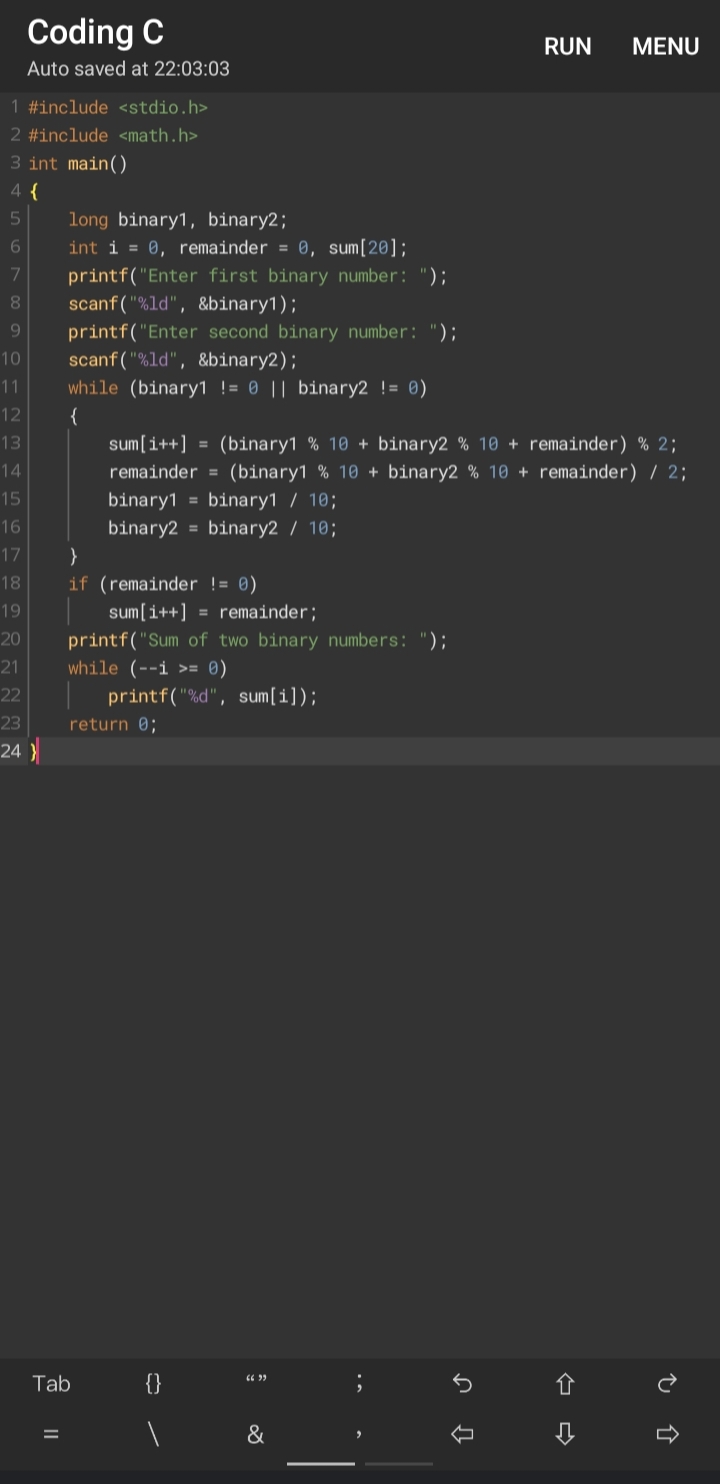 Coding C
RUN MENU
Auto saved at 22:03:03
1 #include <stdio.h>
2 #include <math.h>
3 int main()
4 {
5 long binary1, binary2;
6 int i = 0, remainder = 0, sum[20];
7 printf("Enter first binary number: ");
8 scanf("%ld", &binary1);
9 printf("Enter second binary number: ");
10 scanf("%ld", &binary2);
11 while (binary1 != 0 || binary2 != 0)
12 {
13 sum[i++] = (binary1 % 10 + binary2 % 10 + remainder) % 2;
14 remainder = (binary1 % 10 + binary2 % 10 + remainder) / 2;
15 binary1 = binary1 / 10;
16 binary2 = binary2 / 10;
17 }
18 if (remainder != 0)
19 sum[i++] = remainder;
20 printf("Sum of two binary numbers: ");
21 while (--i >= 0)
22 printf("%d", sum[i]);
23 return 0;
24 }
Tab {} “ ” ;
= \ & ,